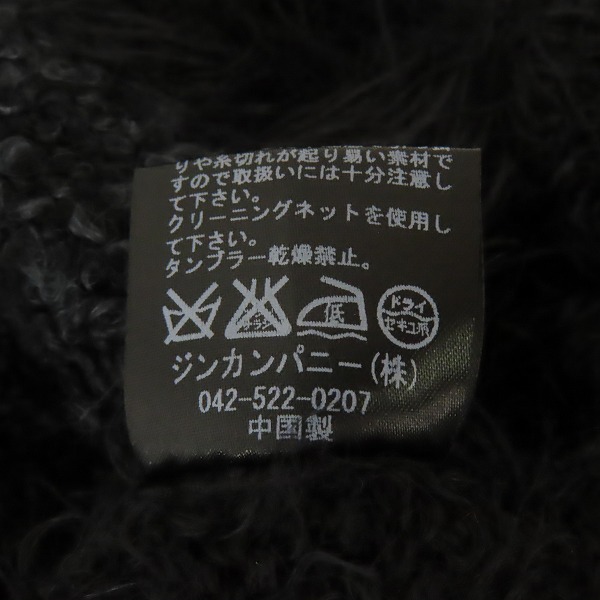 りや糸切れが起り易い素材で
すので取扱いには十分注意し
て下さい。
クリーニングネットを使用し
て下さい。
タンブラー乾燥禁止。
低
ドライ
セキユ系
ジンカンパニー(株)
042-522-0207
中国製